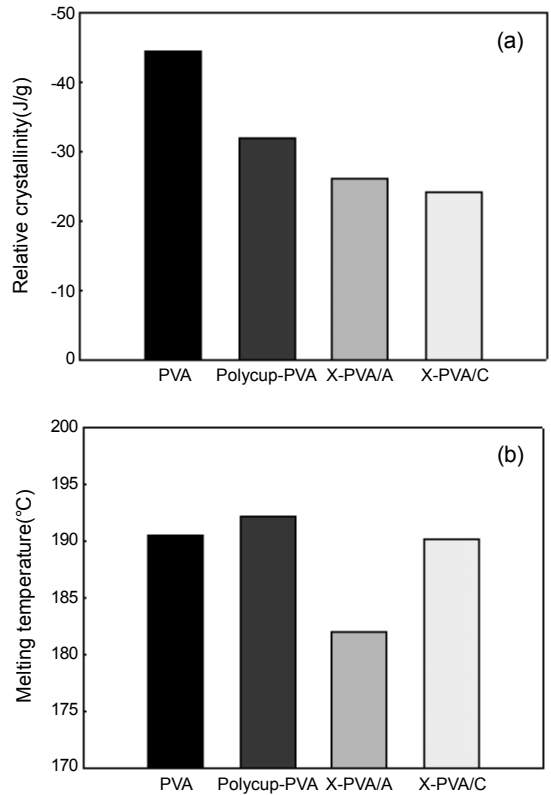 (a)
Relative crystallinity(J/g)
-50
-40
-30
-20
-10
0
PVA Polycup-PVA X-PVA/A X-PVA/C
(b)
Melting temperature(°C)
200
195
190
185
180
175
170
PVA Polycup-PVA X-PVA/A X-PVA/C